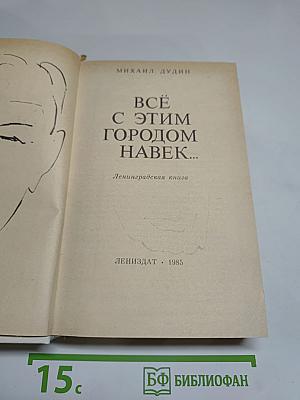 МИХАИЛ ДУДИН
ВСЁ
С ЭТИМ
ГОРОДОМ
НАВЕК...
Ленинградская книга
ЛЕНИЗДАТ • 1985
15с
БФ БИБЛИОФАН